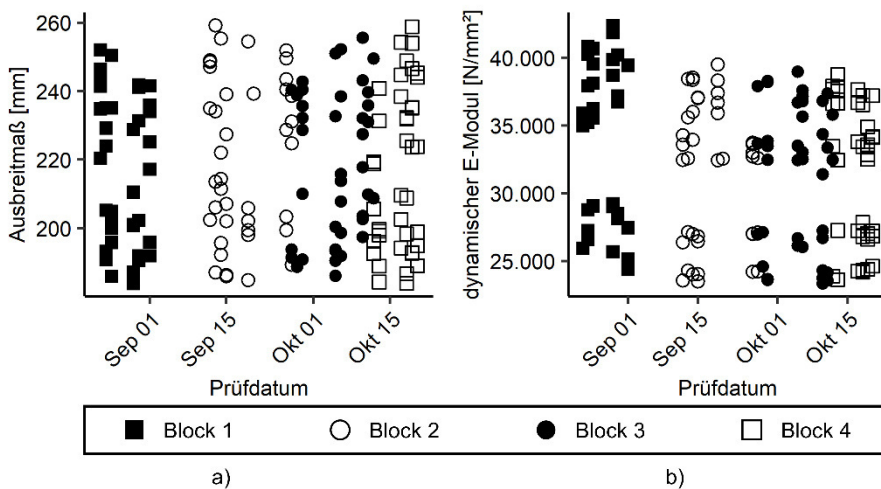 260
240
220
200
Ausbreitmaß [mm]
Sep 01
Sep 15
Okt 01
Okt 15
Prüfdatum
40.000
35.000
30.000
25.000
dynamischer E-Modul [N/mm²]
Sep 01
Sep 15
Okt 01
Okt 15
Prüfdatum
Block 1 Block 2 Block 3 Block 4
a) b)